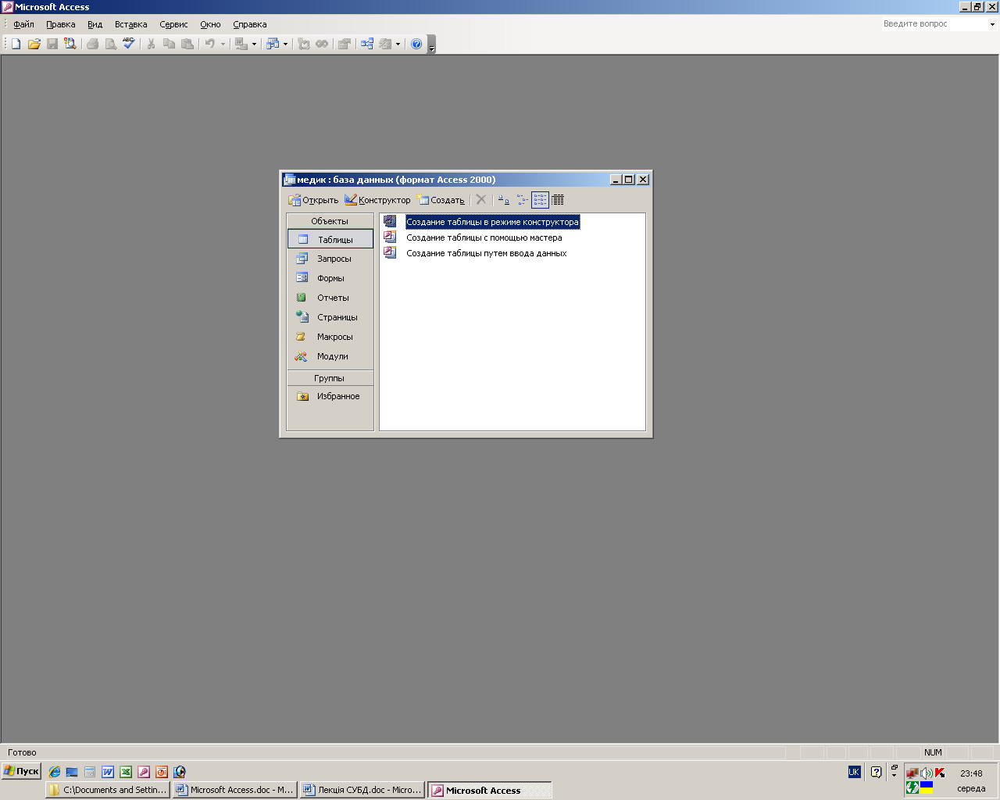 Microsoft Access
Файл Правка Вид Вставка Сервис Окно Справка
Введите вопрос
ABC
медик : база данных (формат Access 2000)
Открыть Конструктор Создать
Объекты
Таблицы
Запросы
Формы
Отчеты
Страницы
Макросы
Модули
Группы
Избранное
Создание таблицы в режиме конструктора
Создание таблицы с помощью мастера
Создание таблицы путем ввода данных
Готово
NUM
Пуск
UK
23:48
середа
C:\Documents and Settin...
Microsoft Access.doc - M...
Лекція СУБД.doc - Micro...
Microsoft Access